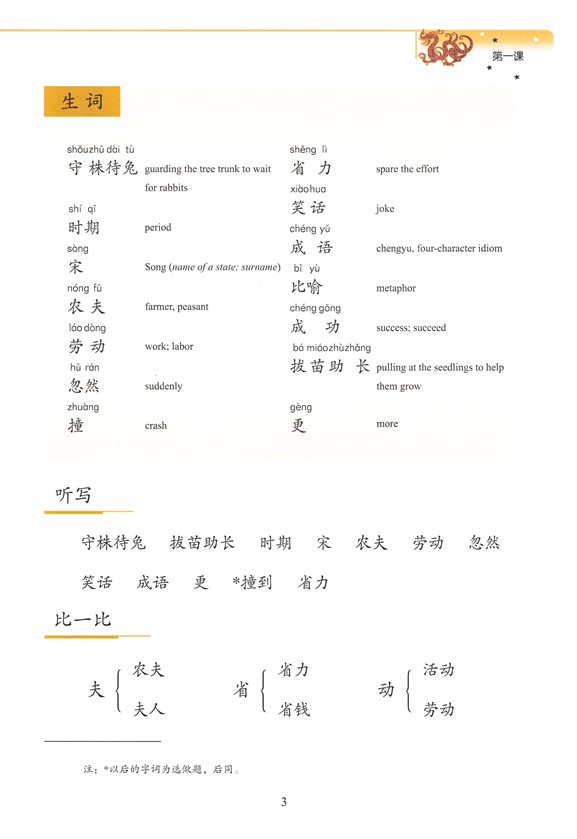 第一课
生词
shǒuzhūdài tù
守株待兔 guarding the tree trunk to wait
for rabbits
shí qī
时期 period
sòng
宋 Song (name of a state; surname)
nóng fū
农夫 farmer, peasant
láo dòng
劳动 work; labor
hū rán
忽然 suddenly
zhuàng
撞 crash
shěng lì
省力 spare the effort
xiào hua
笑话 joke
chéng yǔ
成语 chengyu, four-character idiom
bǐ yù
比喻 metaphor
chéng gōng
成功 success; succeed
bá miáozhùzhǎng
拔苗助长 pulling at the seedlings to help
them grow
gèng
更 more
听写
守株待兔 拔苗助长 时期 宋 农夫 劳动 忽然
笑话 成语 更 *撞到 省力
比一比
夫 农夫 夫人
省 省力 省钱
动 活动 劳动
注：*以后的字词为选做题，后同。
3